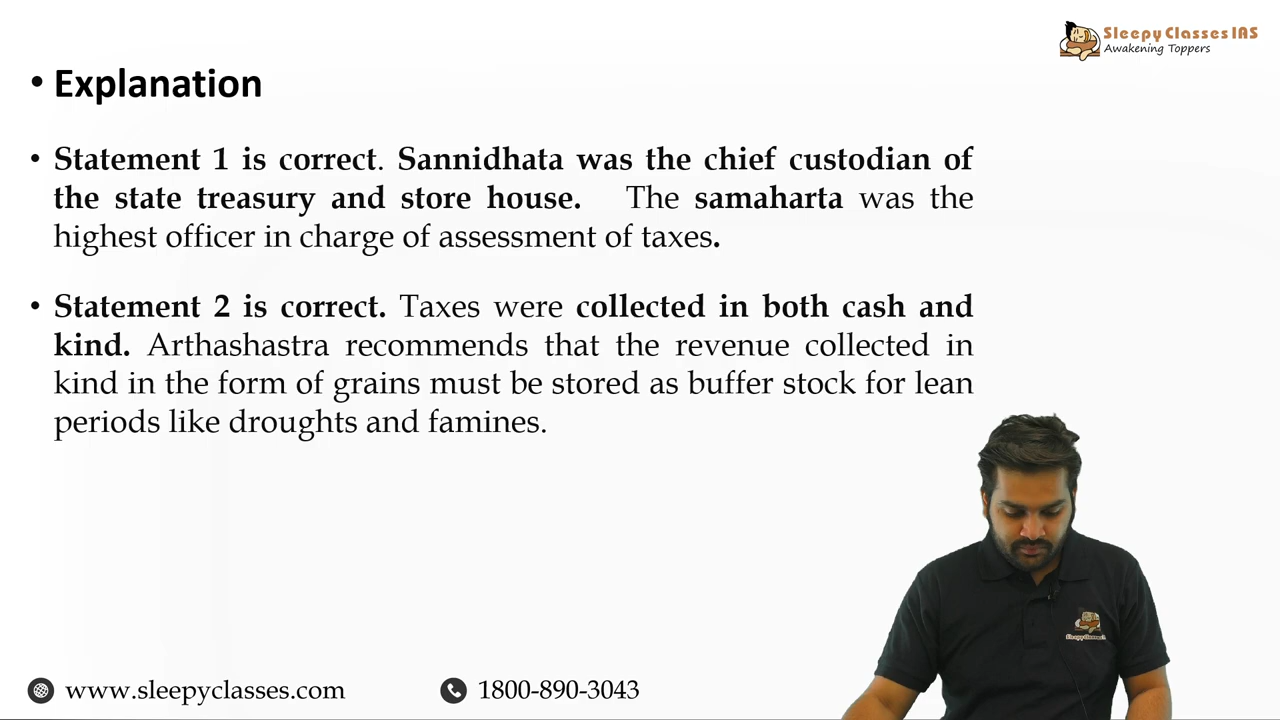 Sleepy Classes IAS
Awakening Toppers
• Explanation
• Statement 1 is correct. Sannidhata was the chief custodian of
the state treasury and store house. The samaharta was the
highest officer in charge of assessment of taxes.
• Statement 2 is correct. Taxes were collected in both cash and
kind. Arthashastra recommends that the revenue collected in
kind in the form of grains must be stored as buffer stock for lean
periods like droughts and famines.
www.sleepyclasses.com
1800-890-3043